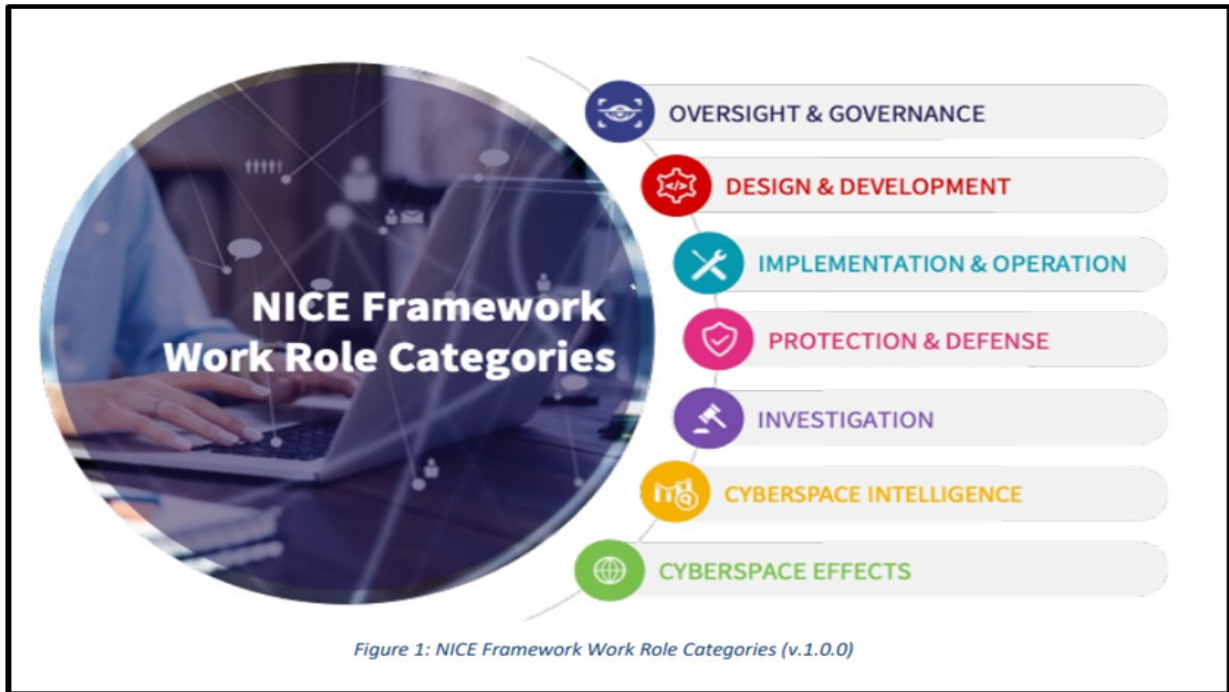 NICE Framework
Work Role Categories
OVERSIGHT & GOVERNANCE
DESIGN & DEVELOPMENT
IMPLEMENTATION & OPERATION
PROTECTION & DEFENSE
INVESTIGATION
CYBERSPACE INTELLIGENCE
CYBERSPACE EFFECTS
Figure 1: NICE Framework Work Role Categories (v.1.0.0)